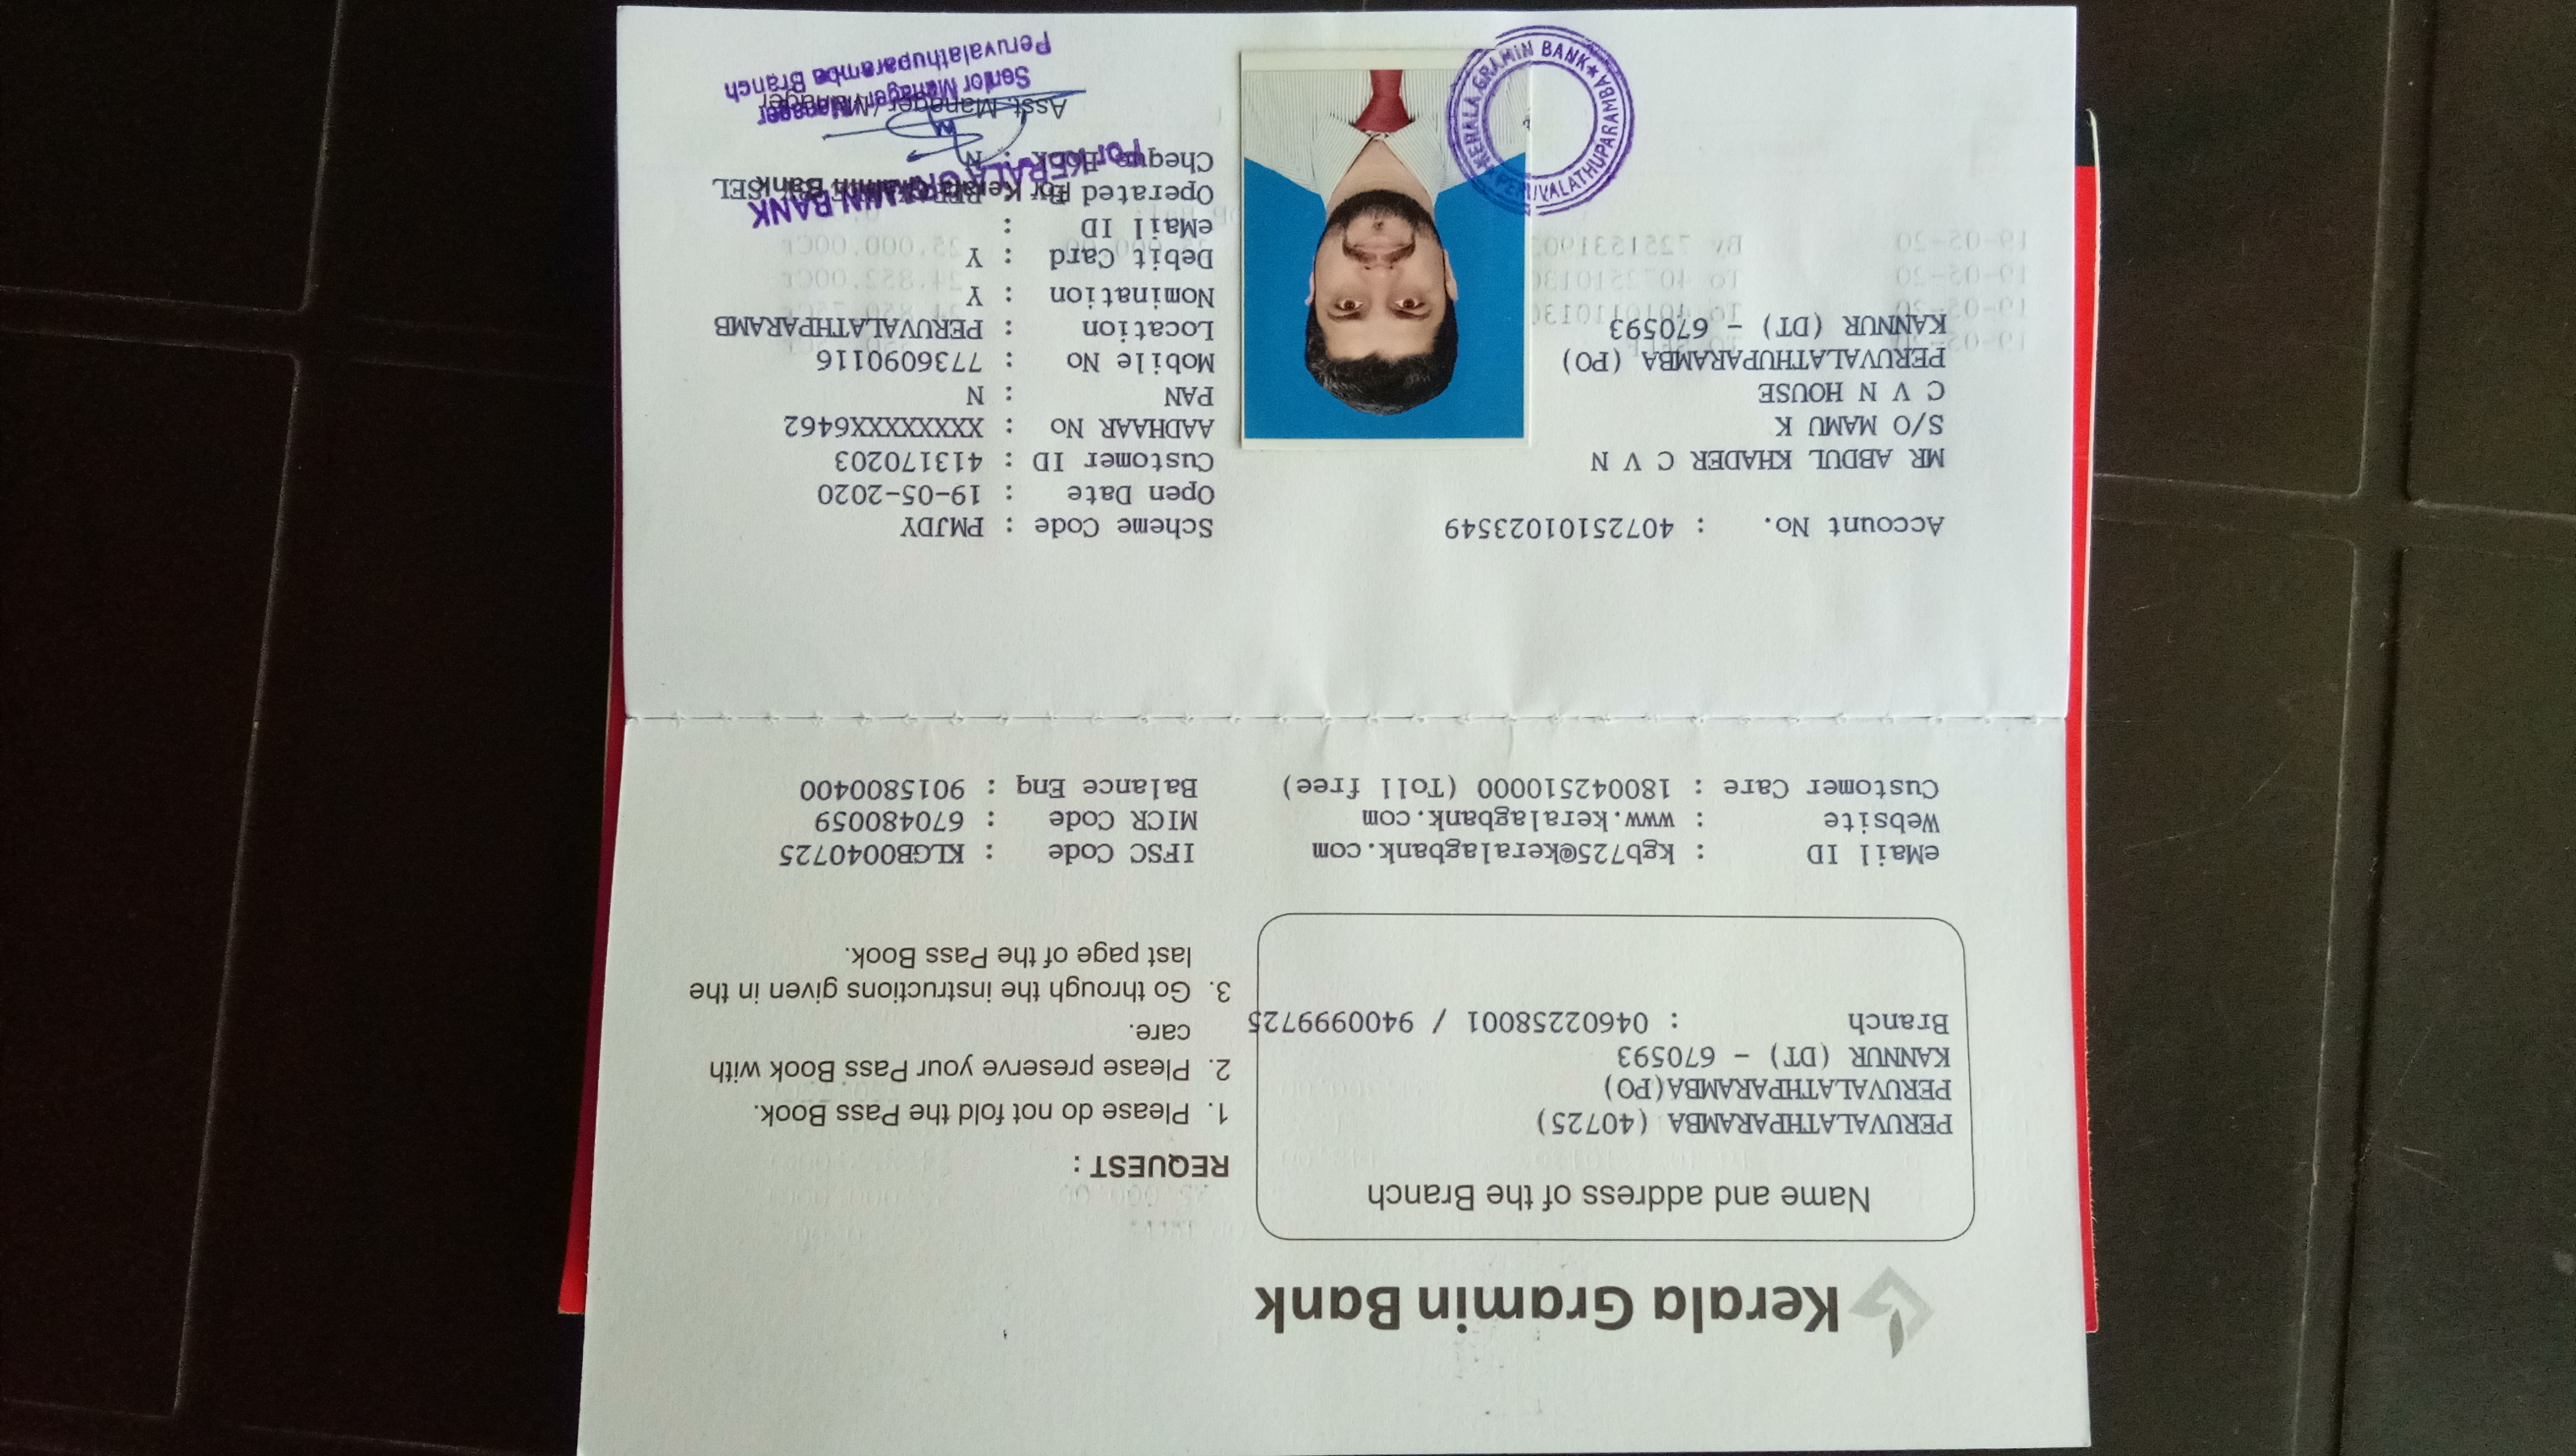 Kerala Gramin Bank
Name and address of the Branch
PERUVALATHPARAMBA (40725)
PERUVALATHPARAMBA(PO)
KANNUR (DT) - 670593
Branch : 04602258001 / 9400999725
REQUEST :
1. Please do not fold the Pass Book.
2. Please preserve your Pass Book with
care.
3. Go through the instructions given in the
last page of the Pass Book.
eMail ID : kgb725@keralagbank.com
Website : www.keralagbank.com
Customer Care : 180042510000 (Toll free)
IFSC Code : KLGB0040725
MICR Code : 670480059
Balance Enq : 9015800400
Account No. : 40725101023549
MR ABDUL KHADER C V N
S/O MAMU K
C V N HOUSE
PERUVALATHUPARAMBA (PO)
KANNUR (DT) - 670593
Scheme Code : PMJDY
Open Date : 19-05-2020
Customer ID : 413170203
AADHAAR No : XXXXXXXX6462
PAN : N
Mobile No : 7736090116
Location : PERUVALATHPARAMB
Nomination : Y
Debit Card : Y
eMail ID :
Operated By : SEL
Cheque Book : N
For Kerala Gramin Bank
For KERALA GRAMIN BANK
Asst. Manager/Manager
Senior Manager/Manager
Peruvalathuparamba Branch
KERALA GRAMIN BANK
PERUVALATHUPARAMBA